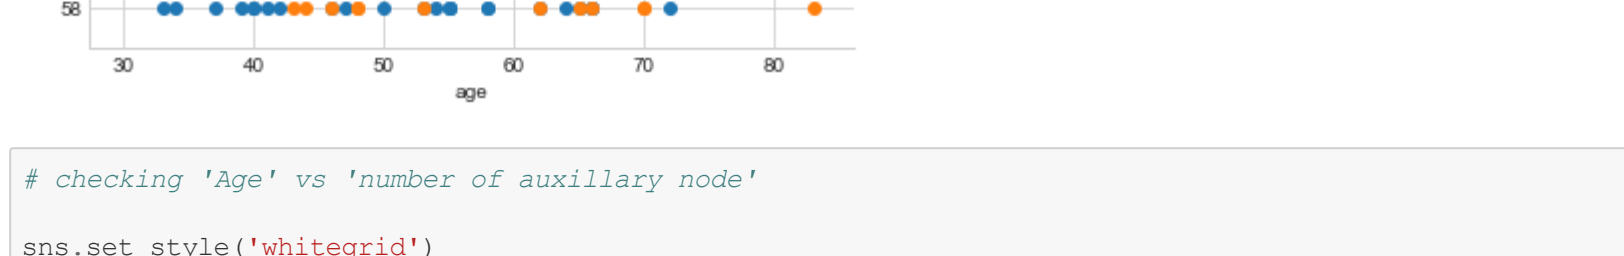 58
30 40 50 60 70 80
age
# checking 'Age' vs 'number of auxillary node'
sns.set_style('whitegrid')